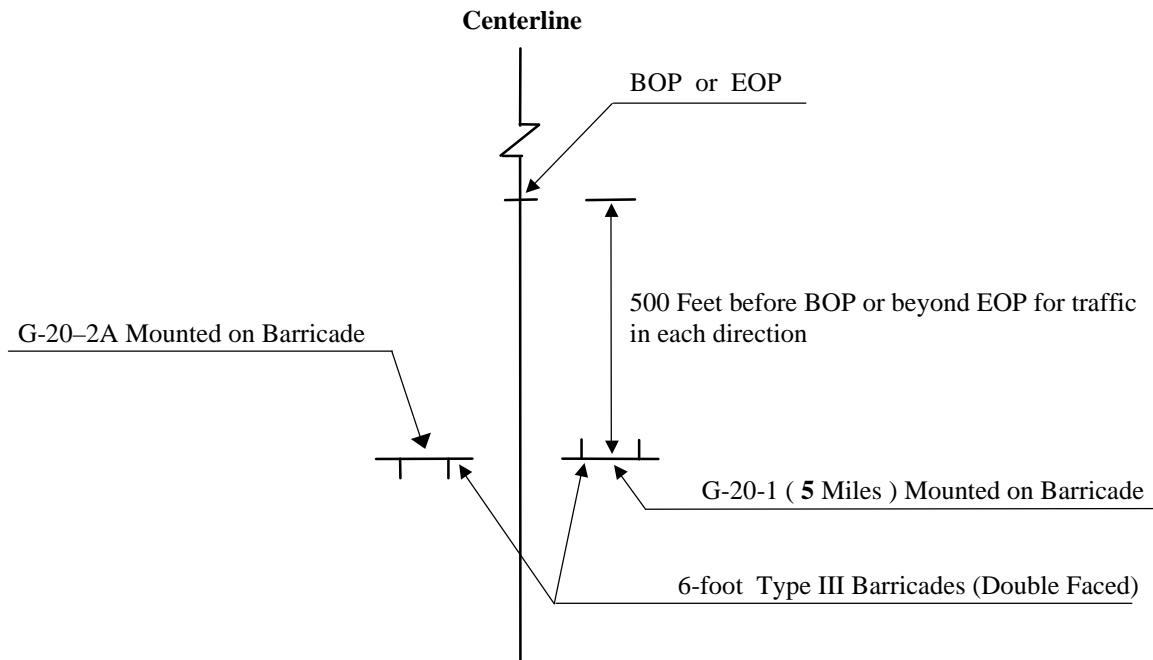 Centerline
BOP or EOP
500 Feet before BOP or beyond EOP for traffic
in each direction
G-20–2A Mounted on Barricade
G-20-1 ( 5 Miles ) Mounted on Barricade
6-foot Type III Barricades (Double Faced)